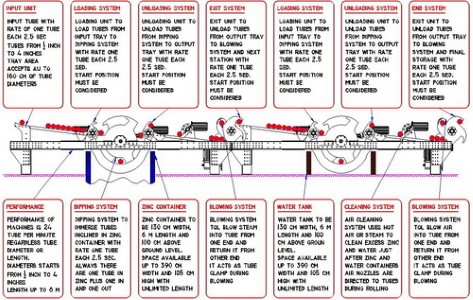 INPUT UNIT
INPUT TUBE WITH
RATE OF ONE TUBE
EACH 2.5 SEC
TUBES FROM ½ INCH
TO 4 INCHES
TRAY AREA
ACCEPTS AU TO
160 CM OF TUBE
DIAMETERS
LOADING SYSTEM
LOADING UNIT TO
LOAD TUBES FROM
INPUT TRAY TO
DIPPING SYSTEM
WITH RATE ONE
TUBE EACH 2.5
SED.
START POSITION
MUST BE
CONSIDERED
UNLOADING SYSTEM
UNLOADING UNIT TO
UNLOAD TUBES
FROM DIPPING
SYSTEM TO OUTPUT
TRAY WITH RATE
OF ONE TUBE EACH
2.5 SED.
START POSITION
MUST BE
CONSIDERED
EXIT SYSTEM
EXIT UNIT TO
UNLOAD TUBES
FROM OUTPUT TRAY
TO BLOWING
SYSTEM AND NEXT
STATION WITH
RATE ONE TUBE
EACH 2.5 SED.
START POSITION
MUST BE
CONSIDERED
LOADING SYSTEM
LOADING UNIT TO
LOAD TUBES FROM
INPUT TRAY TO
DIPPING SYSTEM
WITH RATE ONE
TUBE EACH 2.5
SED.
START POSITION
MUST BE
CONSIDERED
UNLOADING SYSTEM
UNLOADING UNIT TO
UNLOAD TUBES
FROM DIPPING
SYSTEM TO OUTPUT
TRAY WITH RATE
OF ONE TUBE EACH
2.5 SED.
START POSITION
MUST BE
CONSIDERED
END SYSTEM
EXIT UNIT TO
UNLOAD TUBES
FROM OUTPUT TRAY
TO BLOWING
SYSTEM AND FINAL
STORAGE WITH
RATE ONE TUBE
EACH 2.5 SED.
START POSITION
MUST BE
CONSIDERED
PERFORMANCE
PERFORMANCE OF
MACHINES IS 24
TUBE PER MINUTE
REGARDLESS TUBE
DIAMETER OR
LENGTH.
DIAMETER STARTS
FROM ½ INCH TO 4
INCHES LENGTH
UP TO 6 M
DIPPING SYSTEM
DIPPING SYSTEM TO
IMMERSE TUBES
INCLINED IN ZINC
CONTAINER WITH
RATE ONE TUBE
EACH 2.5 SEC.
ALWAYS THERE
ARE ONE TUBE IN
ZINC PLUS ONE IN
AND ONE OUT
ZINC CONTAINER
ZINC CONTAINER TO
BE 130 CM WIDTH, 6
M LENGTH AND 100
CM ABOVE GROUND
LEVEL.
SPACE AVAILABLE
UP TO 390 CM
WIDTH AND 105 CM
HIGH WITH
UNLIMITED LENGTH
BLOWING SYSTEM
BLOWING SYSTEM
TOL BLOW STEAM
INTO TUBE FROM
ONE END AND
RETURN IT FROM
OTHER END
IT ACTS AS TUBE
CLAMP DURING
BLOWING
WATER TANK
WATER TANK TO BE
130 CM WIDTH, 6 M
LENGTH AND 100
CM ABOVE GROUN
LEVEL.
SPACE AVAILABLE
UP TO 390 CM
WIDTH AND 105 CM
HIGH WITH
UNLIMITED LENGTH
CLEANING SYSTEM
AIR CLEANING
SYSTEM USES HOT
AIR OR STEAM TO
CLEAN EXCESS ZINC
AND WATER JUST
AFTER ZINC AND
WATER CONTAINERS
AIR NOZZLES ARE
DIRECTED TO TUBES
DURING ROLLING
BLOWING SYSTEM
BLOWING SYSTEM TO
BLOW AIR INTO
TUBE FROM ONE
END AND RETURN
IT FROM OTHER
END
IT ACTS AS TUBE
CLAMP DURING
BLOWING